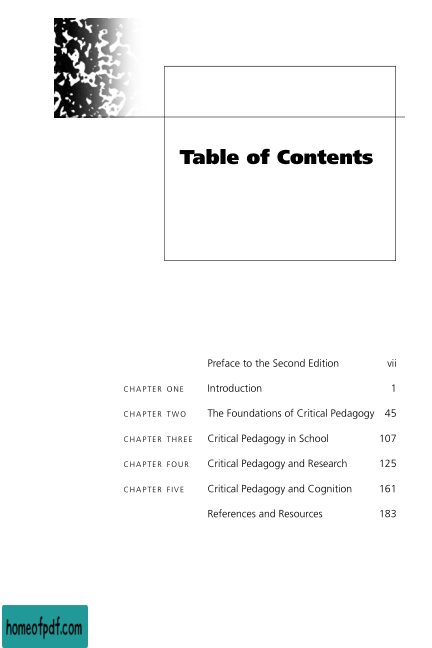 Table of Contents
Preface to the Second Edition vii
CHAPTER ONE Introduction 1
CHAPTER TWO The Foundations of Critical Pedagogy 45
CHAPTER THREE Critical Pedagogy in School 107
CHAPTER FOUR Critical Pedagogy and Research 125
CHAPTER FIVE Critical Pedagogy and Cognition 161
References and Resources 183
homeofpdf.com